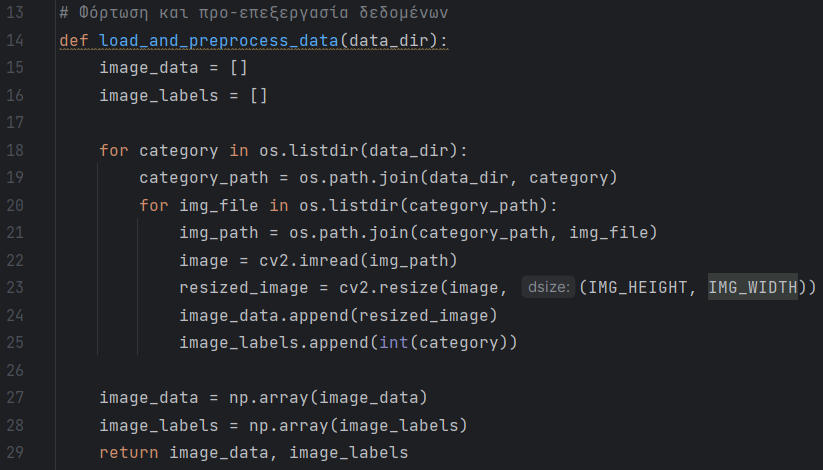 13 # Φόρτωση και προ-επεξεργασία δεδομένων
14 def load_and_preprocess_data(data_dir):
15     image_data = []
16     image_labels = []
17
18     for category in os.listdir(data_dir):
19         category_path = os.path.join(data_dir, category)
20         for img_file in os.listdir(category_path):
21             img_path = os.path.join(category_path, img_file)
22             image = cv2.imread(img_path)
23             resized_image = cv2.resize(image, dsize: (IMG_HEIGHT, IMG_WIDTH))
24             image_data.append(resized_image)
25             image_labels.append(int(category))
26
27     image_data = np.array(image_data)
28     image_labels = np.array(image_labels)
29     return image_data, image_labels